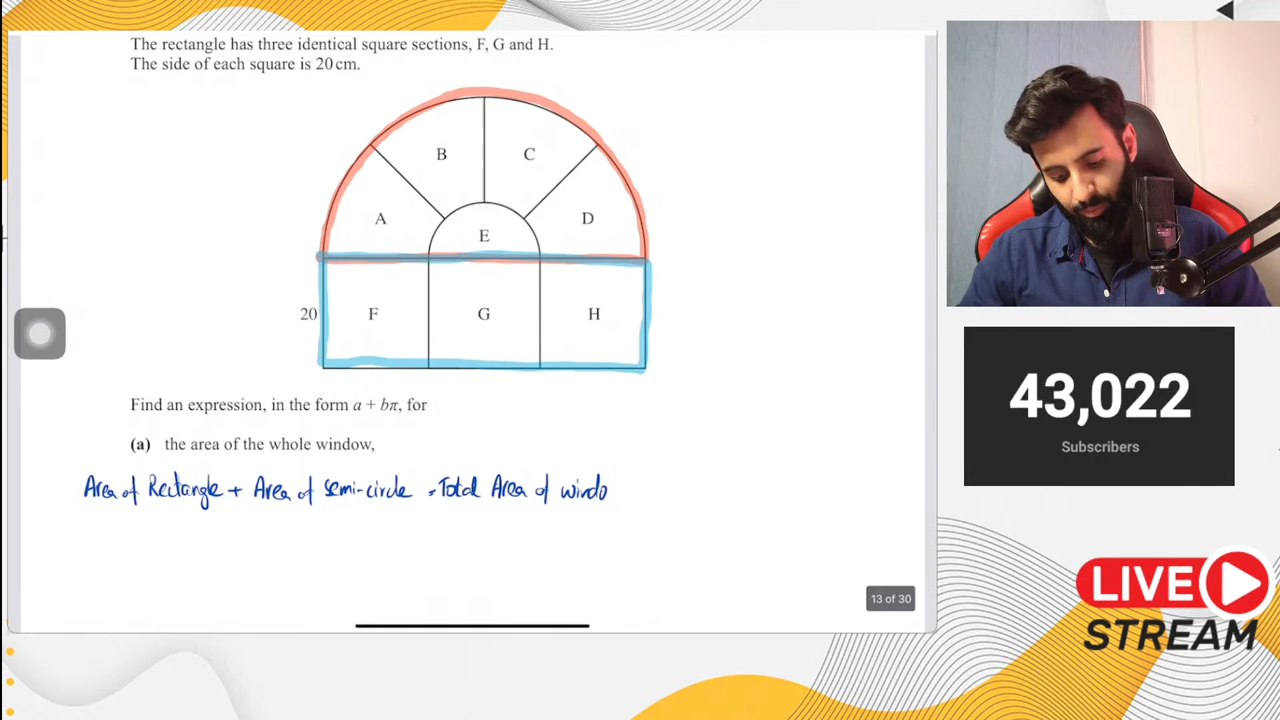 The rectangle has three identical square sections, F, G and H.
The side of each square is 20 cm.
B
C
A
D
E
20
F
G
H
Find an expression, in the form a + bπ, for
(a) the area of the whole window,
Area of Rectangle + Area of semi-circle = Total Area of windo
13 of 30
43,022
Subscribers
LIVE
STREAM